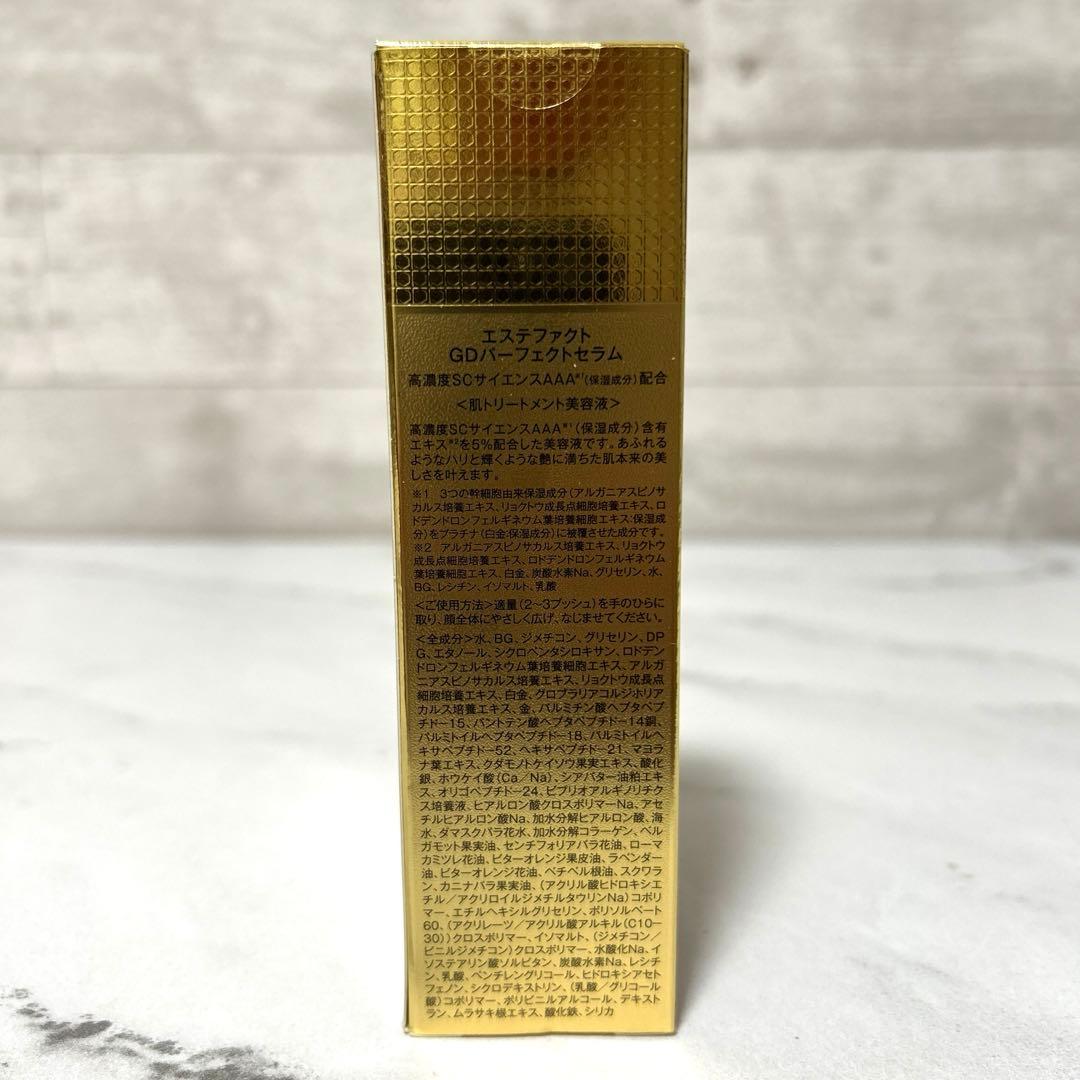 エステファクト
GDパーフェクトセラム
高濃度SCサイエンスAAA※1(保湿成分)配合
<肌トリートメント美容液>
高濃度SCサイエンスAAA※1(保湿成分)含有
エキス※2を5%配合した美容液です。あふれる
ようなハリと輝くような艶に満ちた肌本来の美
しさを叶えます。
※1 3つの幹細胞由来保湿成分(アルガニアスピノサ
カルス培養エキス、リョクトウ成長点細胞培養エキス、ロ
ドデンドロンフェルギネウム葉培養細胞エキス:保湿成
分)をプラチナ(白金:保湿成分)に被覆させた成分です。
※2 アルガニアスピノサカルス培養エキス、リョクトウ
成長点細胞培養エキス、ロドデンドロンフェルギネウム
葉培養細胞エキス、白金、炭酸水素Na、グリセリン、水、
BG、レシチン、イソマルト、乳酸
<ご使用方法>適量(2~3プッシュ)を手のひらに
取り、顔全体にやさしく広げ、なじませてください。
<全成分>水、BG、ジメチコン、グリセリン、DP
G、エタノール、シクロペンタシロキサン、ロドデン
ドロンフェルギネウム葉培養細胞エキス、アルガ
ニアスピノサカルス培養エキス、リョクトウ成長点
細胞培養エキス、白金、グロブラリアコルジホリア
カルス培養エキス、金、パルミチン酸ヘプタペプ
チド-15、パントテン酸ヘプタペプチド-14銅、
パルミトイルヘプタペプチド-18、パルミトイルヘ
キサペプチド-52、ヘキサペプチド-21、マヨラ
ナ葉エキス、クダモノトケイソウ果実エキス、酸化
銀、ホウケイ酸(Ca/Na)、シアバター油粕エキ
ス、オリゴペプチド-24、ビブリオアルギノリチク
ス培養液、ヒアルロン酸クロスポリマーNa、アセ
チルヒアルロン酸Na、加水分解ヒアルロン酸、海
水、ダマスクバラ花水、加水分解コラーゲン、ベル
ガモット果実油、センチフォリアバラ花油、ローマ
カミツレ花油、ビターオレンジ果皮油、ラベンダー
油、ビターオレンジ花油、ベチベル根油、スクワラ
ン、カニナバラ果実油、(アクリル酸ヒドロキシエ
チル/アクリロイルジメチルタウリンNa)コポリ
マー、エチルヘキシルグリセリン、ポリソルベート
60、(アクリレーツ/アクリル酸アルキル(C10-
30))クロスポリマー、イソマルト、(ジメチコン/
ビニルジメチコン)クロスポリマー、水酸化Na、イ
ソステアリン酸ソルビタン、炭酸水素Na、レシチ
ン、乳酸、ペンチレングリコール、ヒドロキシアセト
フェノン、シクロデキストリン、(乳酸/グリコール
酸)コポリマー、ポリビニルアルコール、デキスト
ラン、ムラサキ根エキス、酸化鉄、シリカ